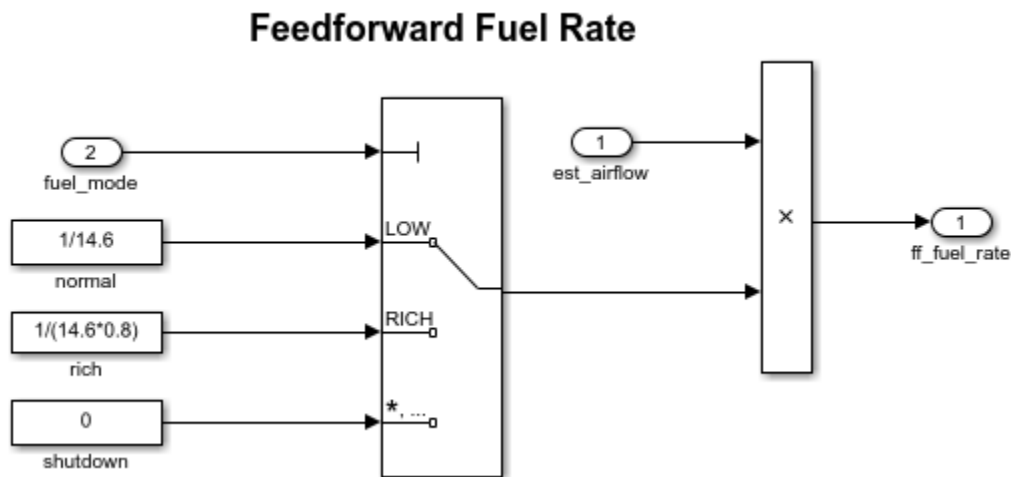 Feedforward Fuel Rate
2
fuel_mode
1/14.6
normal
1/(14.6*0.8)
rich
0
shutdown
LOW
RICH
*, ...
1
est_airflow
×
1
ff_fuel_rate